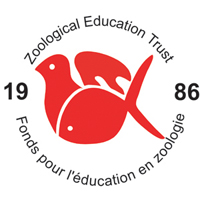 Zoological Education Trust
19 86
Fonds pour l'éducation en zoologie